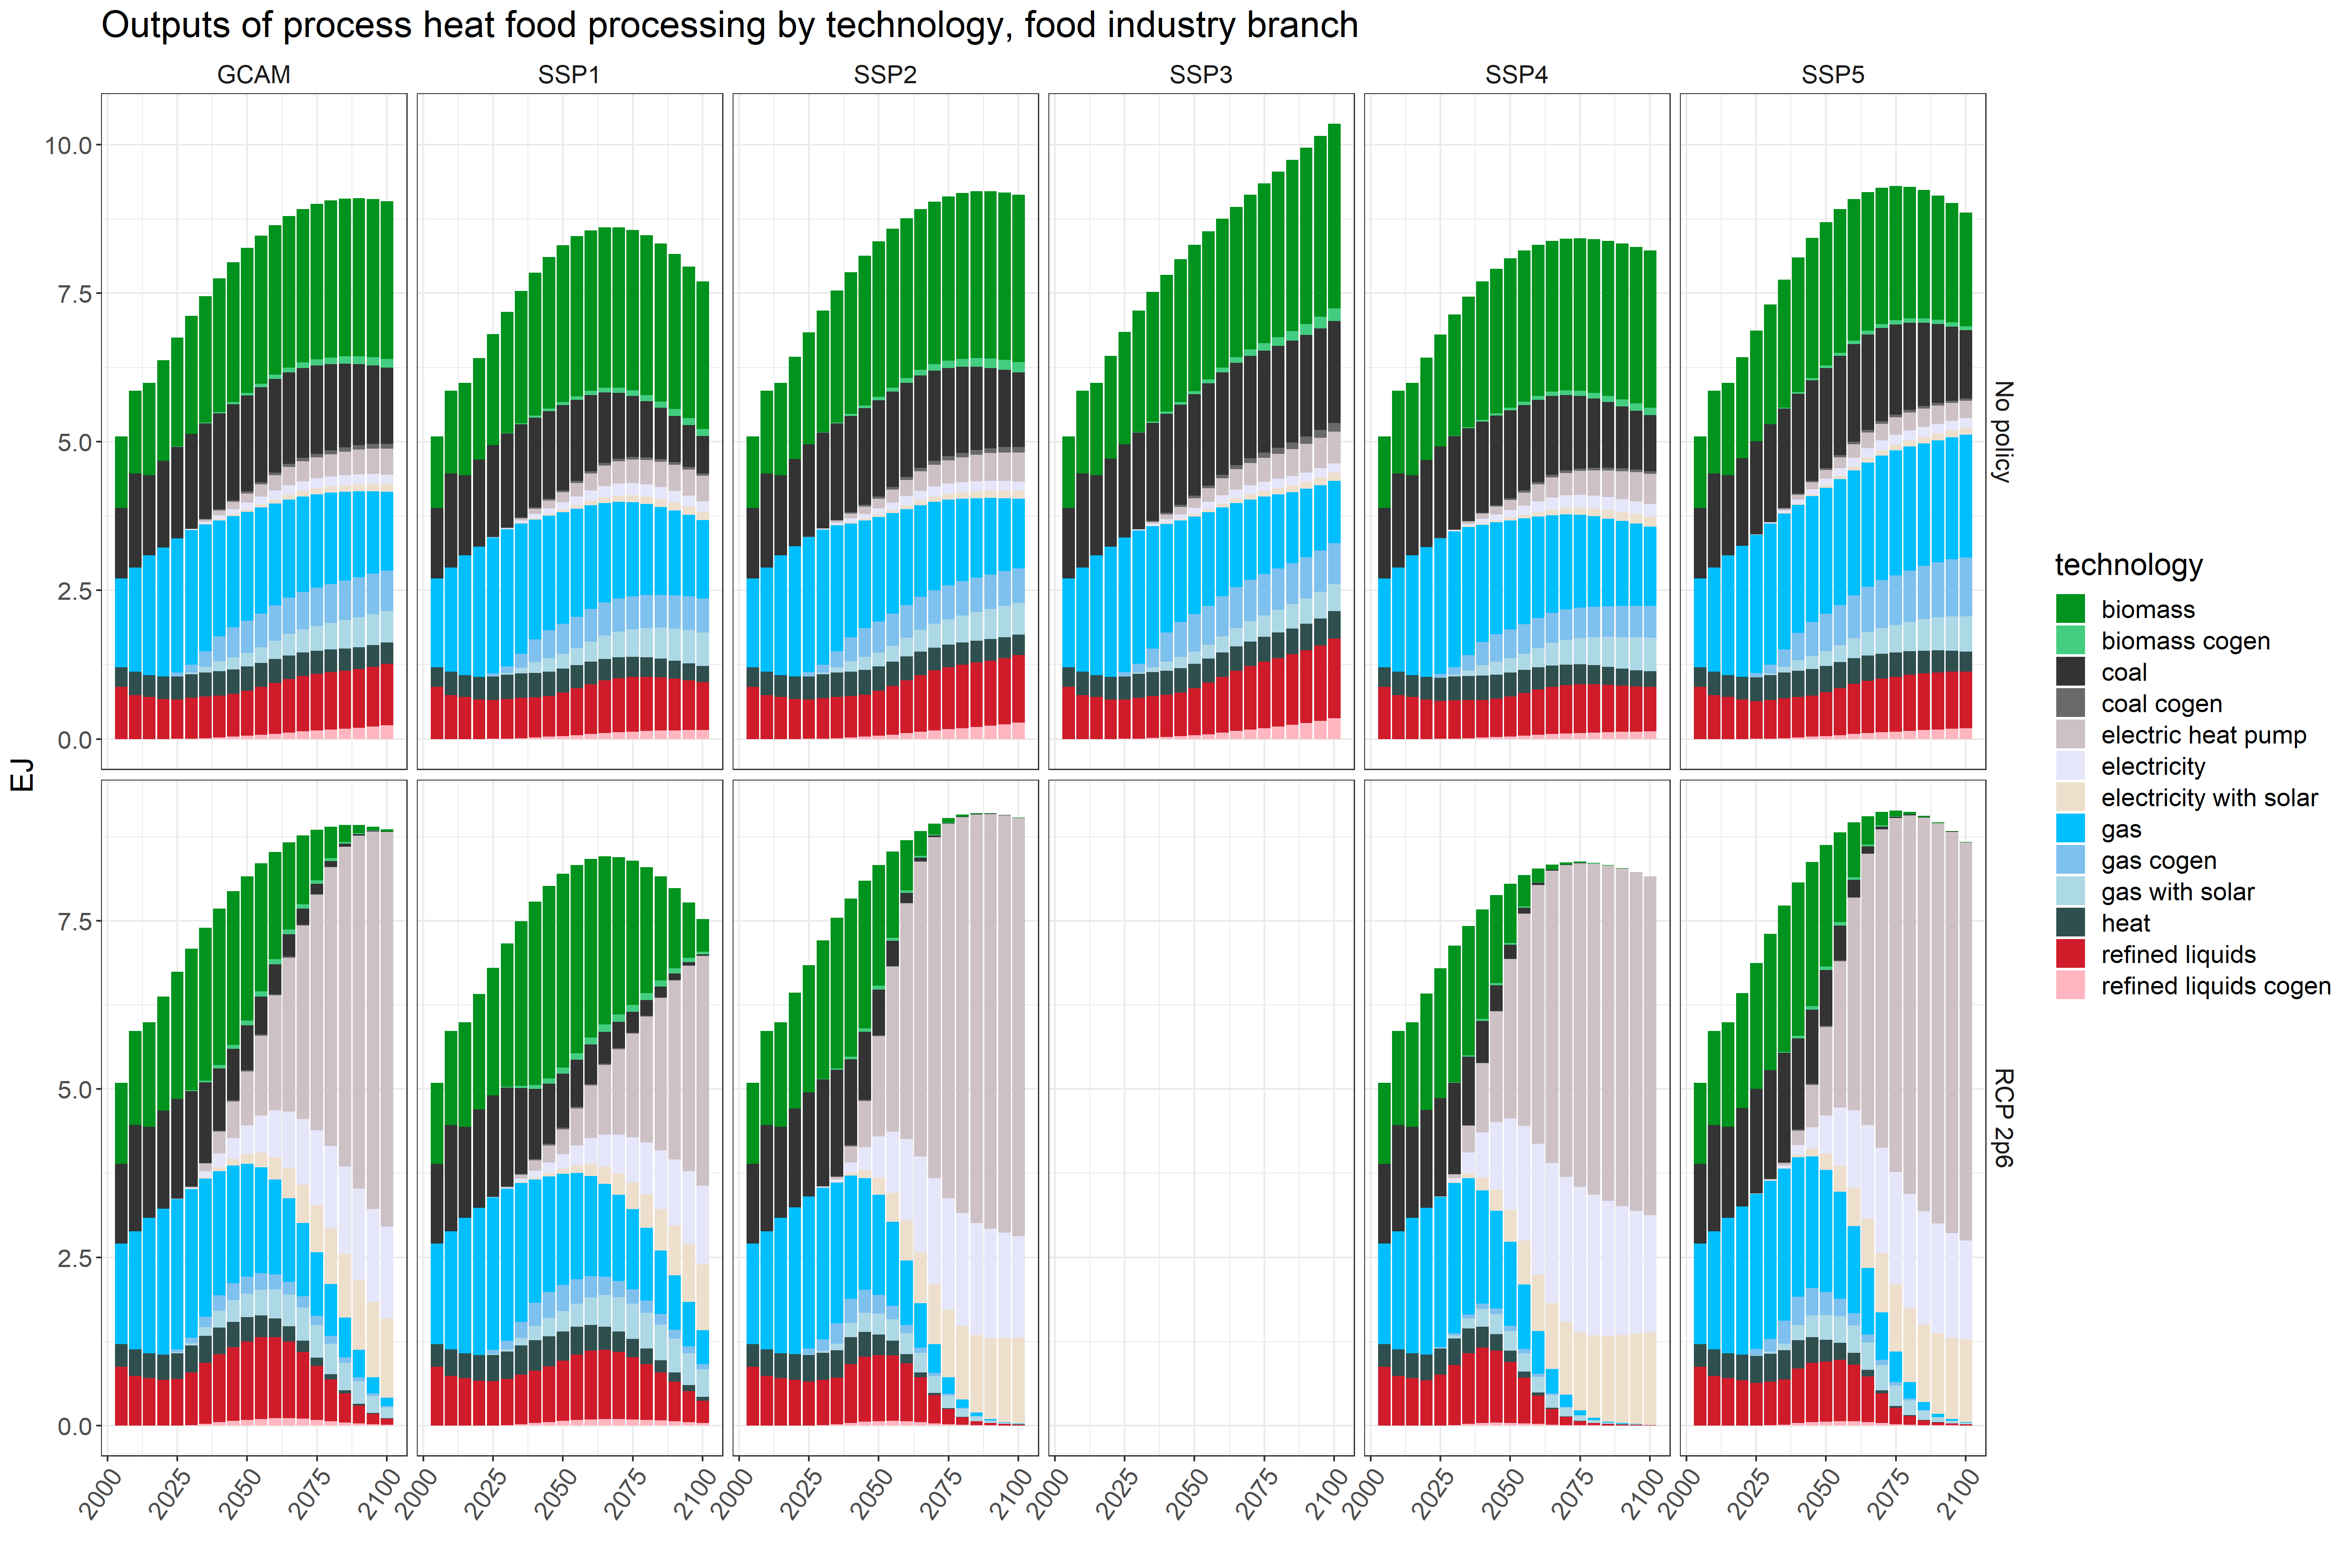 Outputs of process heat food processing by technology, food industry branch
GCAM SSP1 SSP2 SSP3 SSP4 SSP5
10.0
7.5
5.0
2.5
0.0
No policy
7.5
5.0
2.5
0.0
RCP 2p6
EJ
2000 2025 2050 2075 2100 2000 2025 2050 2075 2100 2000 2025 2050 2075 2100 2000 2025 2050 2075 2100 2000 2025 2050 2075 2100 2000 2025 2050 2075 2100
technology
biomass
biomass cogen
coal
coal cogen
electric heat pump
electricity
electricity with solar
gas
gas cogen
gas with solar
heat
refined liquids
refined liquids cogen